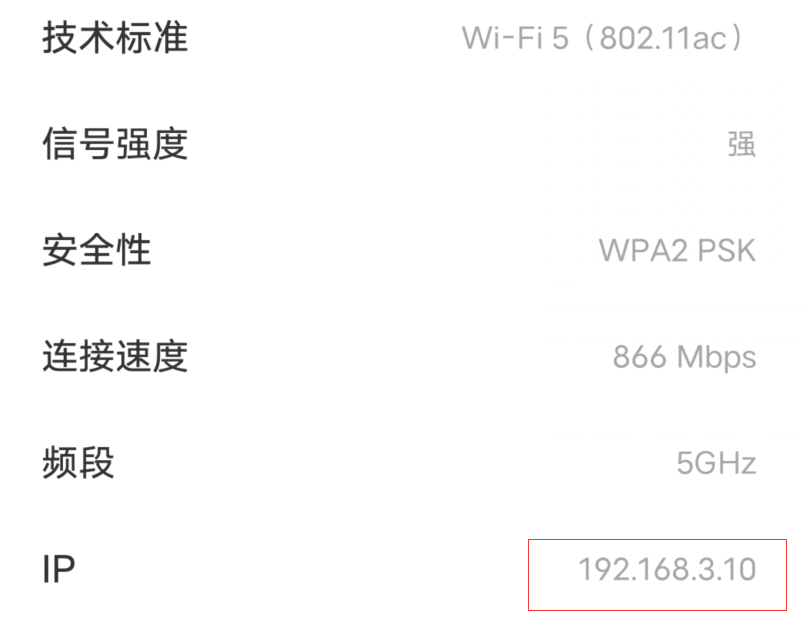 技术标准 Wi-Fi 5（802.11ac）
信号强度 强
安全性 WPA2 PSK
连接速度 866 Mbps
频段 5GHz
IP 192.168.3.10